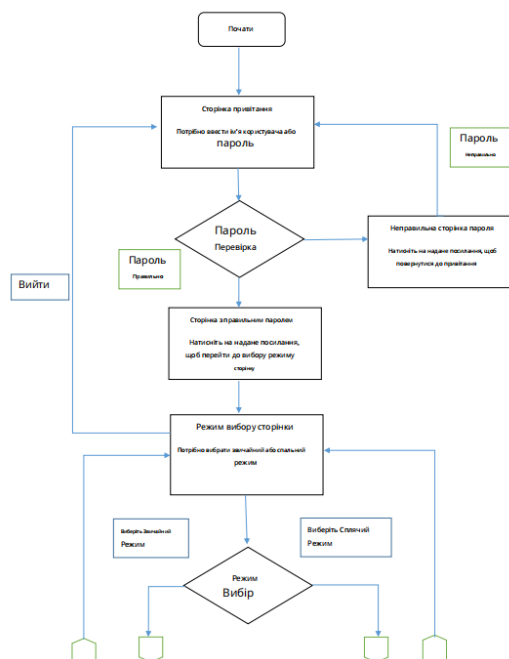 Почати
Сторінка привітання
Потрібно ввести ім'я користувача або
пароль
Пароль
Неправильно
Пароль
Перевірка
Неправильна сторінка пароля
Натисніть на надане посилання, щоб
повернутися до привітання
Пароль
Правильно
Вийти
Сторінка з правильним паролем
Натисніть на надане посилання,
щоб перейти до вибору режиму
сторінку
Режим вибору сторінки
Потрібно вибрати звичайний або спальний
режим
Виберіть Звичайний
Режим
Виберіть Сплячий
Режим
Режим
Вибір